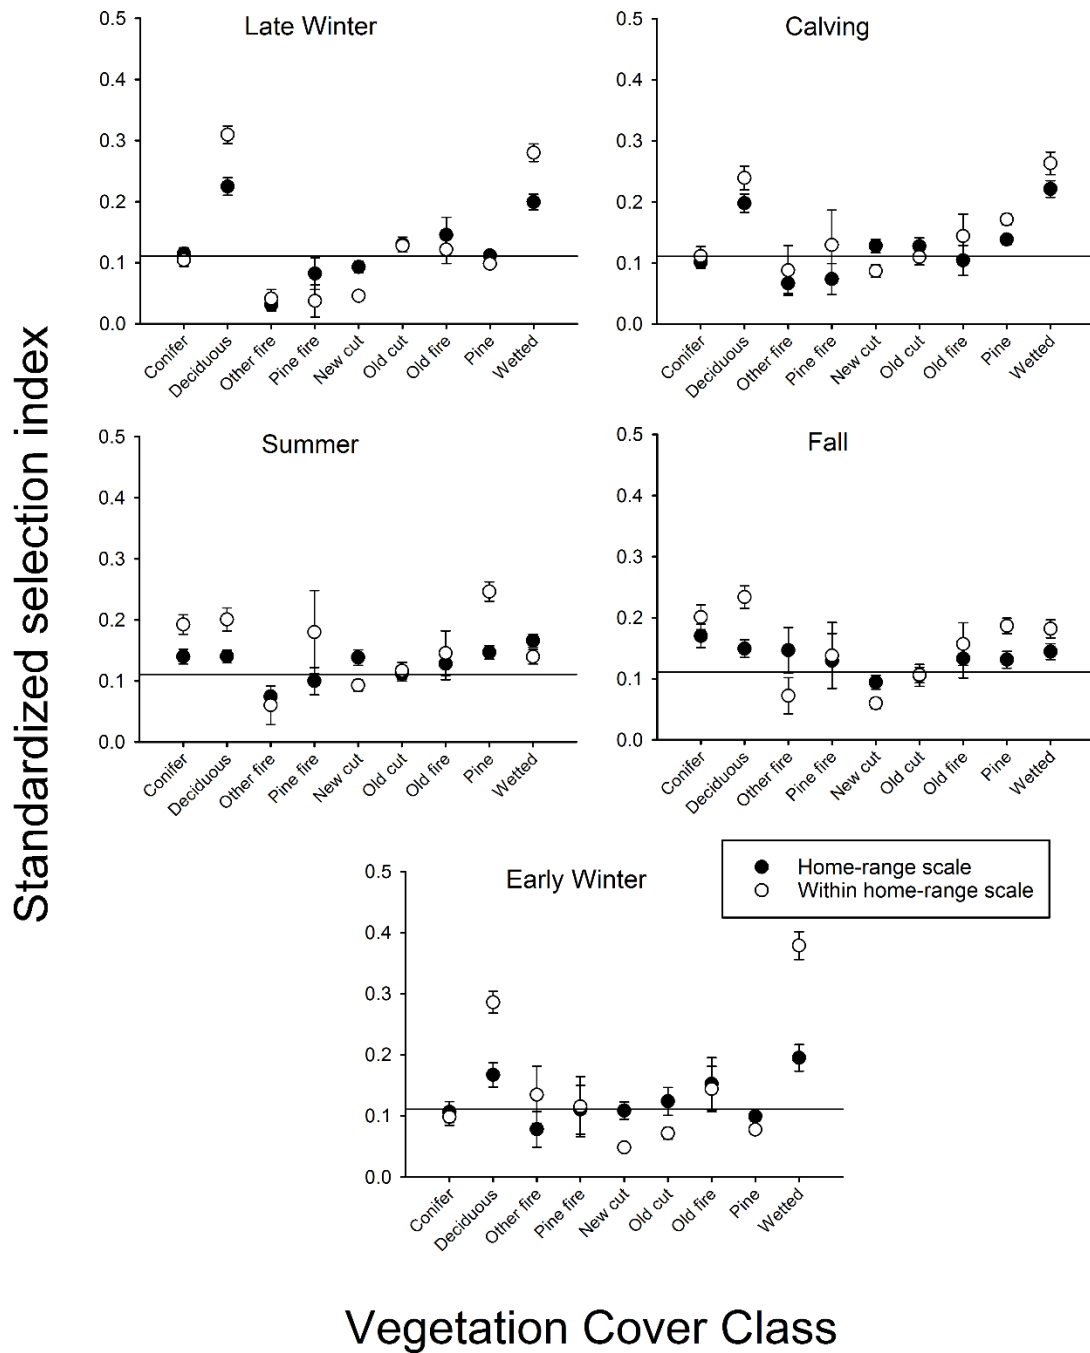 Standardized selection index
Late Winter
0.5
0.4
0.3
0.2
0.1
0.0
Conifer
Deciduous
Other fire
Pine fire
New cut
Old cut
Old fire
Pine
Wetted
Calving
0.5
0.4
0.3
0.2
0.1
0.0
Conifer
Deciduous
Other fire
Pine fire
New cut
Old cut
Old fire
Pine
Wetted
Summer
0.5
0.4
0.3
0.2
0.1
0.0
Conifer
Deciduous
Other fire
Pine fire
New cut
Old cut
Old fire
Pine
Wetted
Fall
0.5
0.4
0.3
0.2
0.1
0.0
Conifer
Deciduous
Other fire
Pine fire
New cut
Old cut
Old fire
Pine
Wetted
Early Winter
0.5
0.4
0.3
0.2
0.1
0.0
Conifer
Deciduous
Other fire
Pine fire
New cut
Old cut
Old fire
Pine
Wetted
Home-range scale
Within home-range scale
Vegetation Cover Class